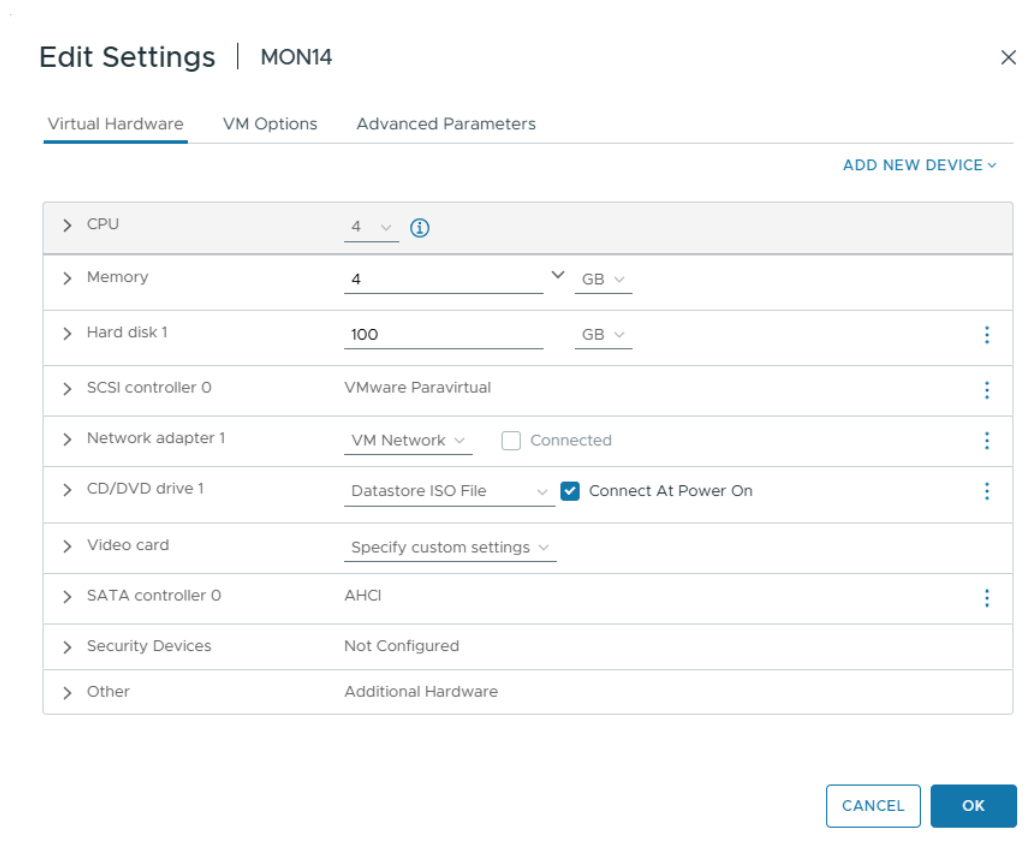 Edit Settings | MON14
Virtual Hardware VM Options Advanced Parameters
ADD NEW DEVICE
CPU 4
Memory 4 GB
Hard disk 1 100 GB
SCSI controller 0 VMware Paravirtual
Network adapter 1 VM Network Connected
CD/DVD drive 1 Datastore ISO File Connect At Power On
Video card Specify custom settings
SATA controller 0 AHCI
Security Devices Not Configured
Other Additional Hardware
CANCEL OK